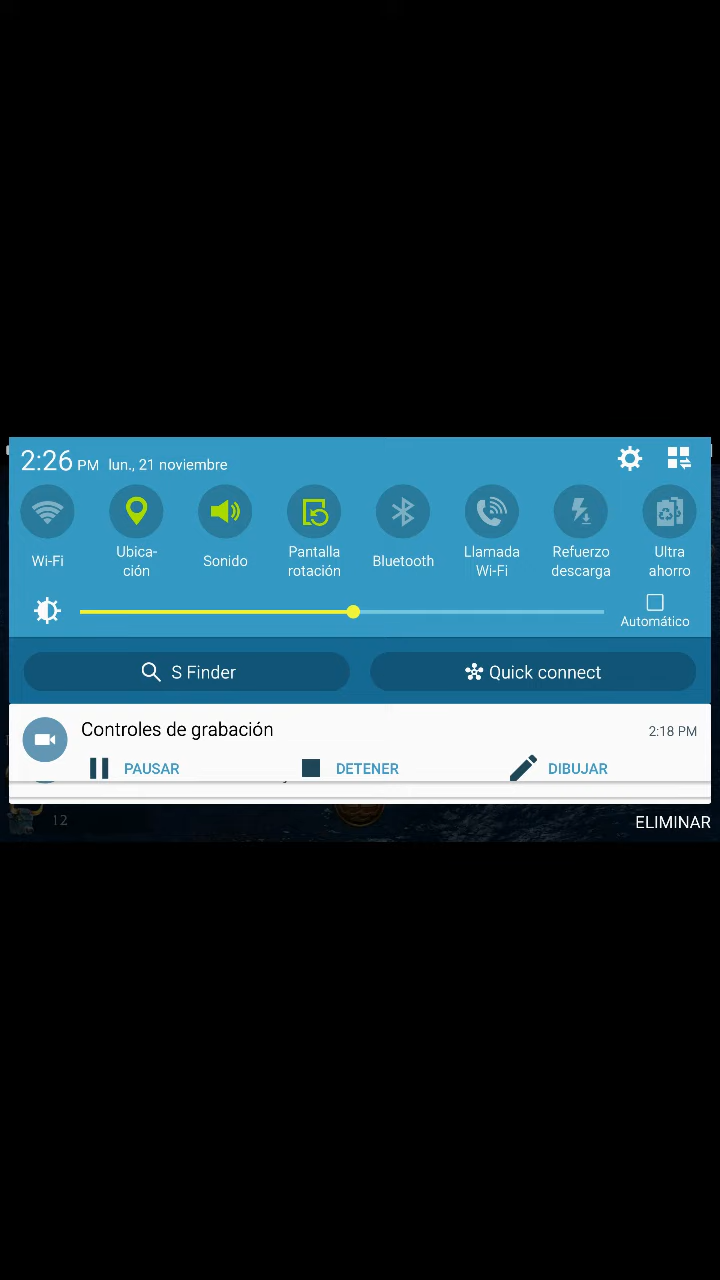 2:26 PM lun., 21 noviembre
Wi-Fi
Ubica-
ción
Sonido
Pantalla
rotación
Bluetooth
Llamada
Wi-Fi
Refuerzo
descarga
Ultra
ahorro
Automático
S Finder
Quick connect
Controles de grabación
2:18 PM
PAUSAR
DETENER
DIBUJAR
12
ELIMINAR